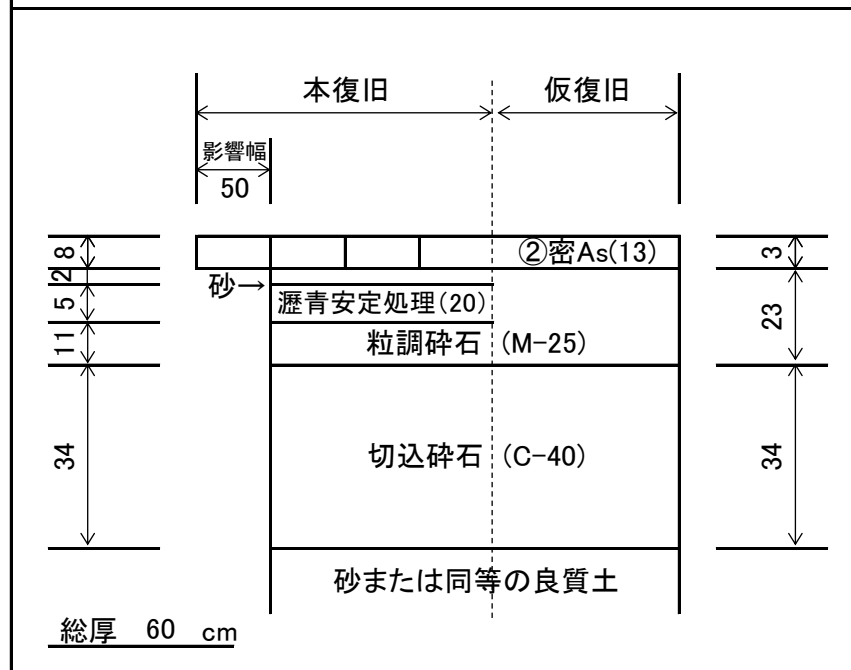 本復旧 仮復旧
影響幅
50
8 ②密As(13) 3
2 砂→
5 瀝青安定処理(20) 23
11 粒調砕石 (M-25)
34 切込砕石 (C-40) 34
砂または同等の良質土
総厚 60 cm